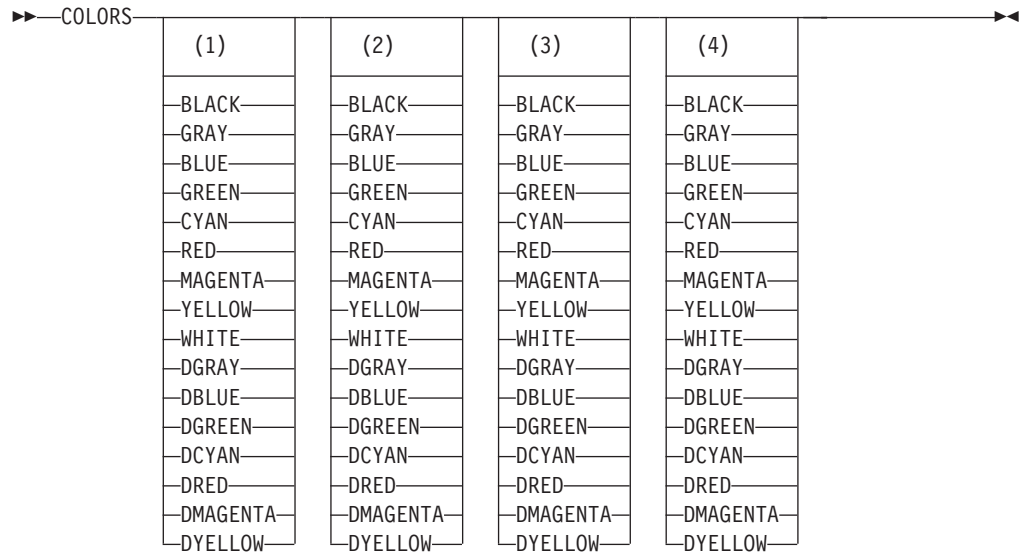 COLORS
(1) (2) (3) (4)
BLACK BLACK BLACK BLACK
GRAY GRAY GRAY GRAY
BLUE BLUE BLUE BLUE
GREEN GREEN GREEN GREEN
CYAN CYAN CYAN CYAN
RED RED RED RED
MAGENTA MAGENTA MAGENTA MAGENTA
YELLOW YELLOW YELLOW YELLOW
WHITE WHITE WHITE WHITE
DGRAY DGRAY DGRAY DGRAY
DBLUE DBLUE DBLUE DBLUE
DGREEN DGREEN DGREEN DGREEN
DCYAN DCYAN DCYAN DCYAN
DRED DRED DRED DRED
DMAGENTA DMAGENTA DMAGENTA DMAGENTA
DYELLOW DYELLOW DYELLOW DYELLOW